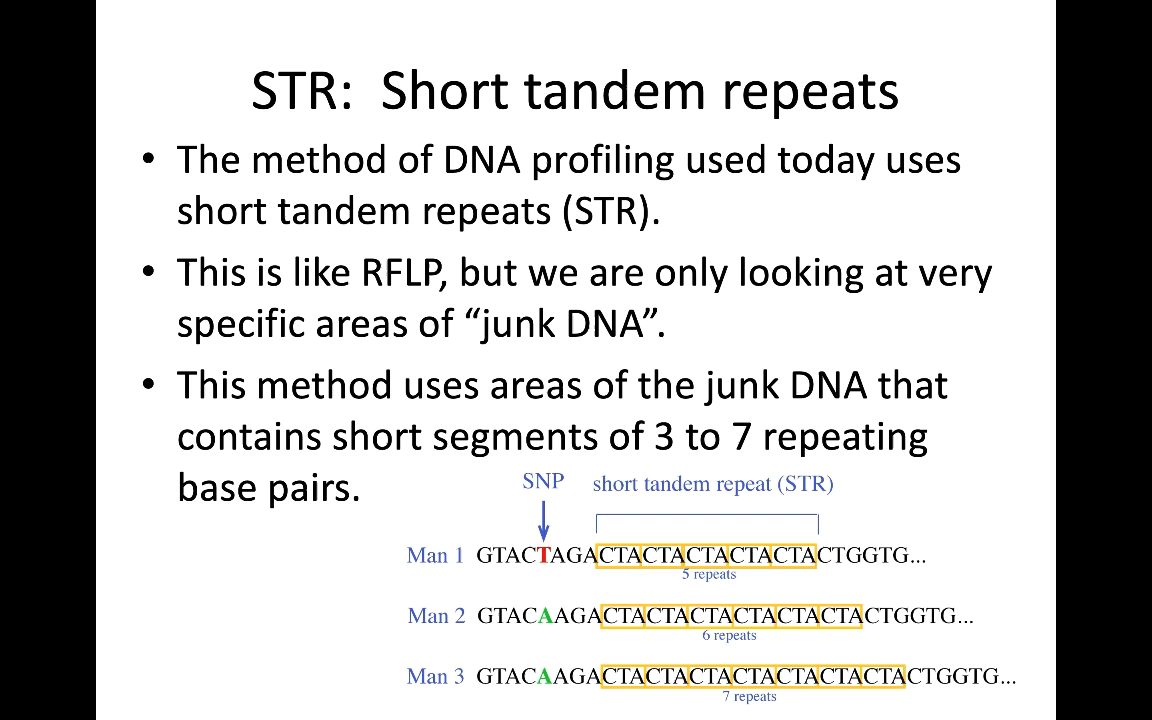 STR: Short tandem repeats
• The method of DNA profiling used today uses
short tandem repeats (STR).
• This is like RFLP, but we are only looking at very
specific areas of “junk DNA”.
• This method uses areas of the junk DNA that
contains short segments of 3 to 7 repeating
base pairs.
SNP short tandem repeat (STR)
Man 1 GTACTAGACTACTACTACTACTACTGGTG...
5 repeats
Man 2 GTACAAGACTACTACTACTACTACTACTGGTG...
6 repeats
Man 3 GTACAAGACTACTACTACTACTACTACTACTGGTG...
7 repeats